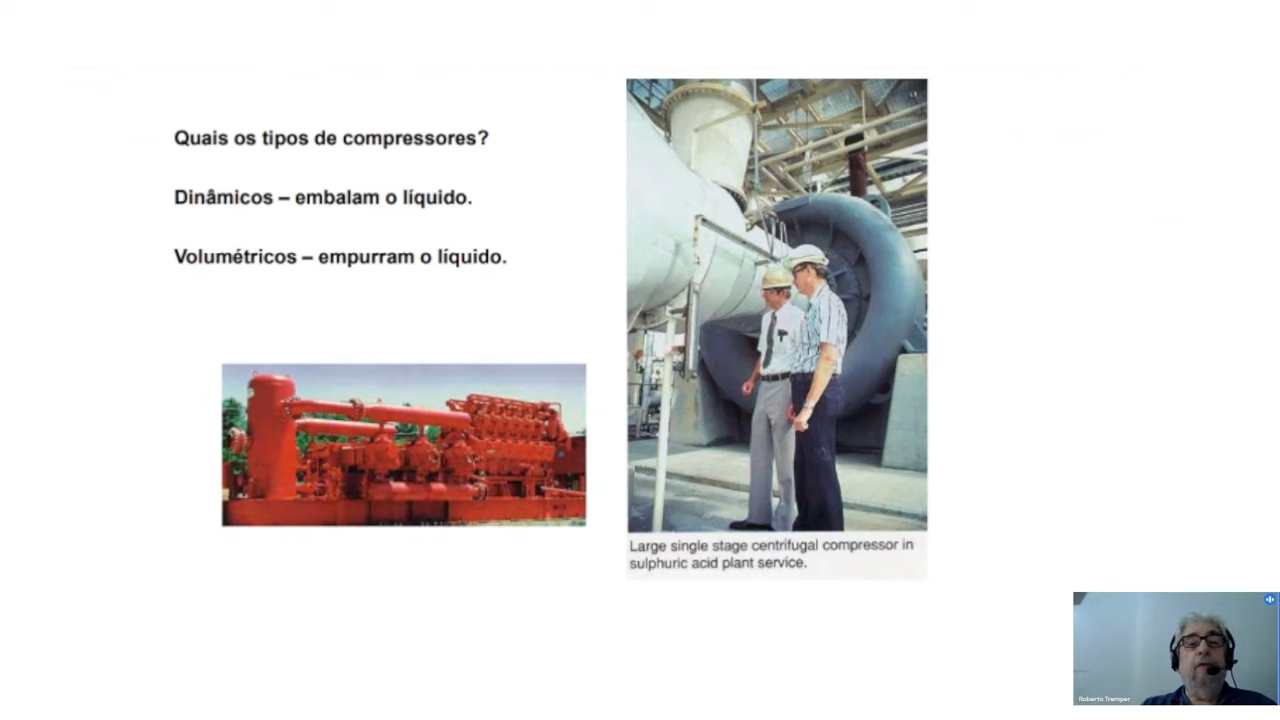 Quais os tipos de compressores?
Dinâmicos – embalam o líquido.
Volumétricos – empurram o líquido.
Large single stage centrifugal compressor in
sulphuric acid plant service.
Roberto Tremper